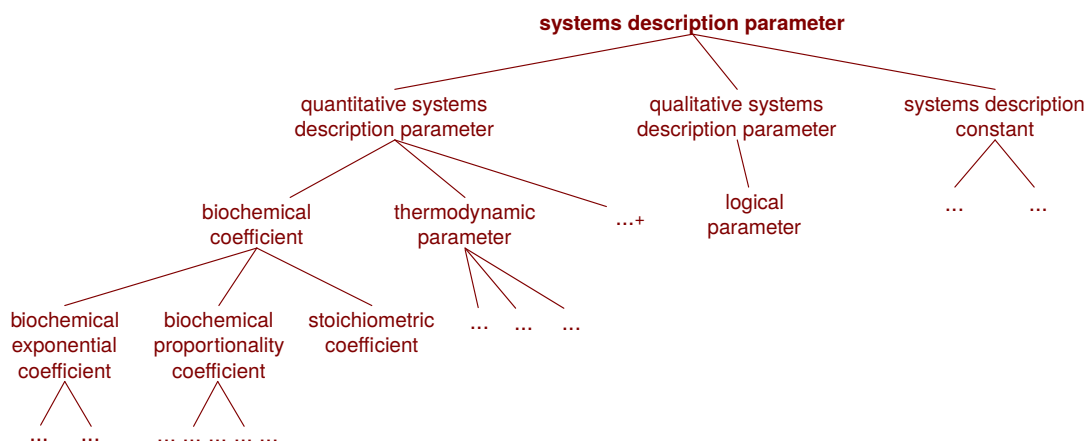 systems description parameter
quantitative systems
description parameter
qualitative systems
description parameter
systems description
constant
biochemical
coefficient
thermodynamic
parameter
...+
logical
parameter
...
...
biochemical
exponential
coefficient
biochemical
proportionality
coefficient
stoichiometric
coefficient
...
...
...
...
...
... ... ... ... ...